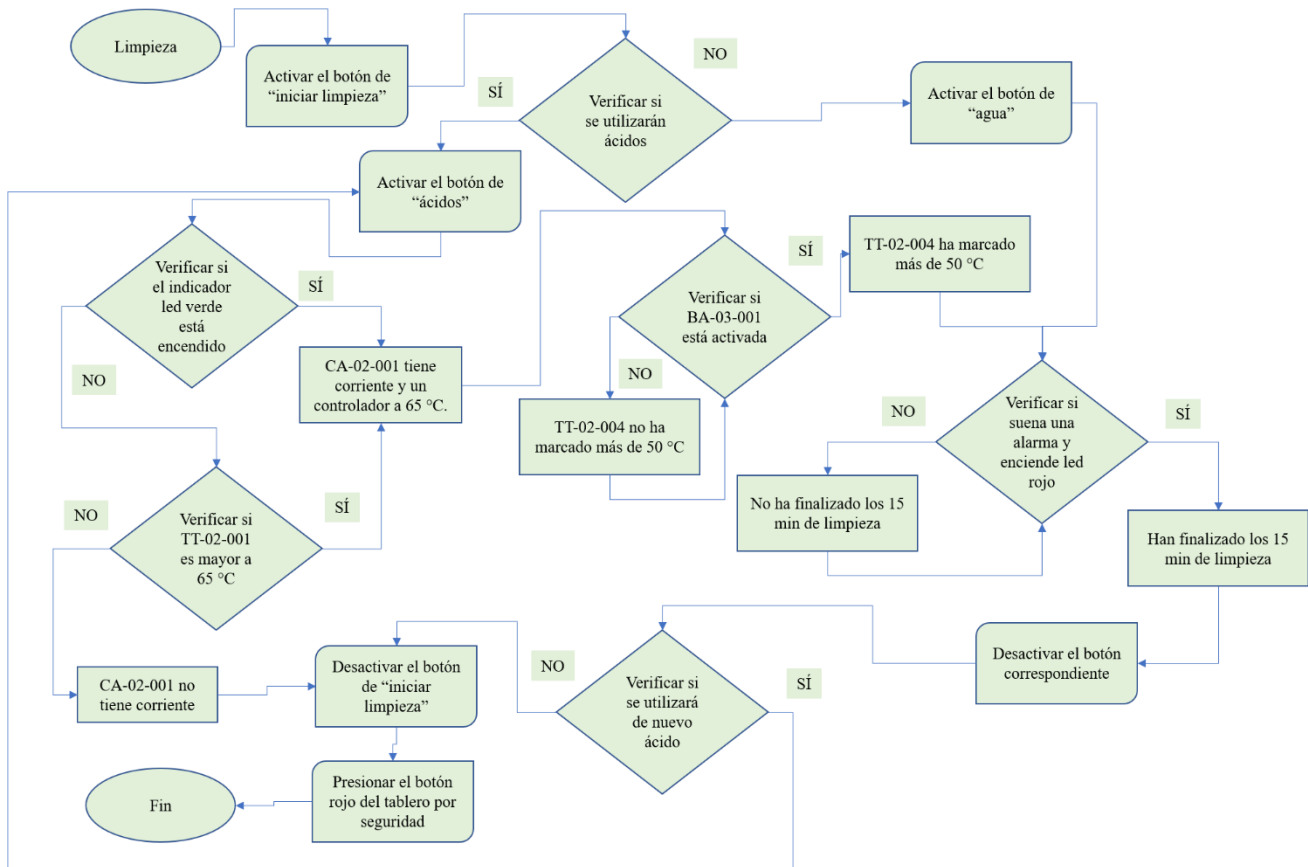 Limpieza
Activar el botón de
“iniciar limpieza”
SÍ
Verificar si
se utilizarán
ácidos
NO
Activar el botón de
“agua”
Activar el botón de
“ácidos”
Verificar si
el indicador
led verde
está
encendido
SÍ
NO
CA-02-001 tiene
corriente y un
controlador a 65 °C.
Verificar si
BA-03-001
está activada
SÍ
TT-02-004 ha marcado
más de 50 °C
NO
TT-02-004 no ha
marcado más de 50 °C
Verificar si
suena una
alarma y
enciende led
rojo
NO
SÍ
No ha finalizado los 15
min de limpieza
Han finalizado los 15
min de limpieza
NO
Verificar si
TT-02-001
es mayor a
65 °C
SÍ
CA-02-001 no
tiene corriente
Desactivar el botón
de “iniciar
limpieza”
NO
Verificar si
se utilizará
de nuevo
ácido
SÍ
Desactivar el botón
correspondiente
Presionar el botón
rojo del tablero por
seguridad
Fin